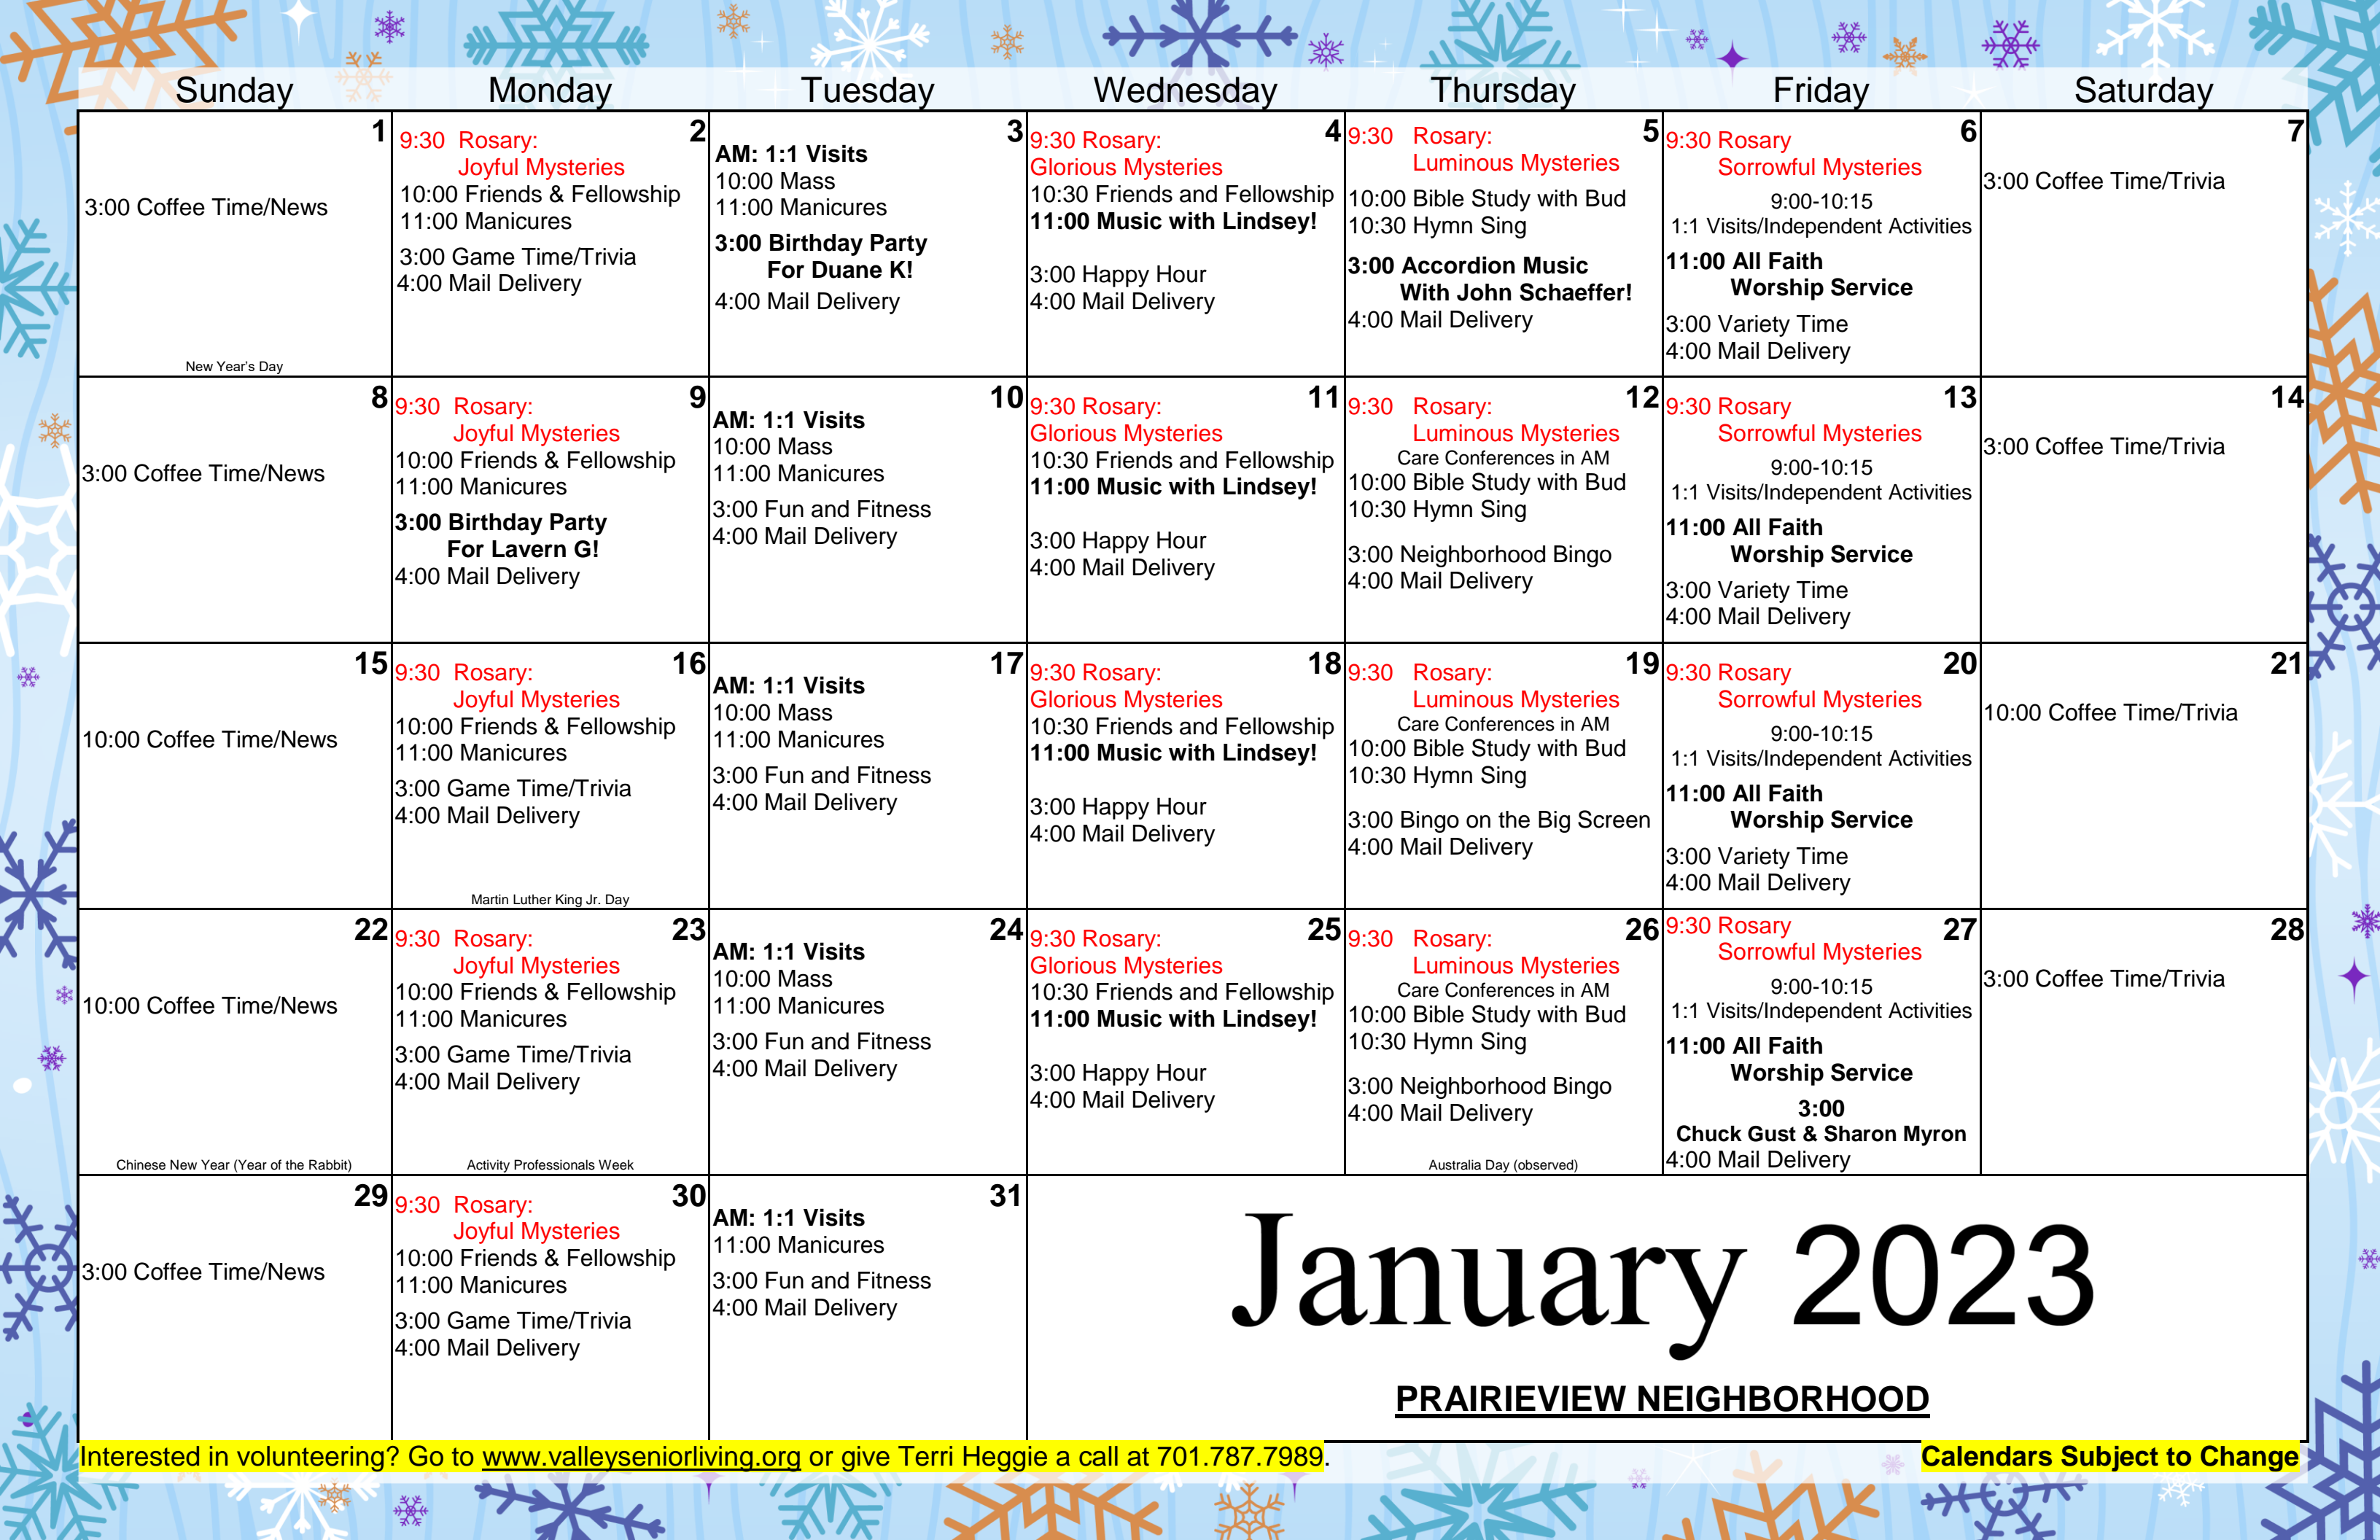 Sunday
Monday
Tuesday
Wednesday
Thursday
Friday
Saturday
1
3:00 Coffee Time/News
New Year's Day
2
9:30 Rosary:
Joyful Mysteries
10:00 Friends & Fellowship
11:00 Manicures
3:00 Game Time/Trivia
4:00 Mail Delivery
3
AM: 1:1 Visits
10:00 Mass
11:00 Manicures
3:00 Birthday Party
For Duane K!
4:00 Mail Delivery
4
9:30 Rosary:
Glorious Mysteries
10:30 Friends and Fellowship
11:00 Music with Lindsey!
3:00 Happy Hour
4:00 Mail Delivery
5
9:30 Rosary:
Luminous Mysteries
10:00 Bible Study with Bud
10:30 Hymn Sing
3:00 Accordion Music
With John Schaeffer!
4:00 Mail Delivery
6
9:30 Rosary
Sorrowful Mysteries
9:00-10:15
1:1 Visits/Independent Activities
11:00 All Faith
Worship Service
3:00 Variety Time
4:00 Mail Delivery
7
3:00 Coffee Time/Trivia
8
3:00 Coffee Time/News
9
9:30 Rosary:
Joyful Mysteries
10:00 Friends & Fellowship
11:00 Manicures
3:00 Birthday Party
For Lavern G!
4:00 Mail Delivery
10
AM: 1:1 Visits
10:00 Mass
11:00 Manicures
3:00 Fun and Fitness
4:00 Mail Delivery
11
9:30 Rosary:
Glorious Mysteries
10:30 Friends and Fellowship
11:00 Music with Lindsey!
3:00 Happy Hour
4:00 Mail Delivery
12
9:30 Rosary:
Luminous Mysteries
Care Conferences in AM
10:00 Bible Study with Bud
10:30 Hymn Sing
3:00 Neighborhood Bingo
4:00 Mail Delivery
13
9:30 Rosary
Sorrowful Mysteries
9:00-10:15
1:1 Visits/Independent Activities
11:00 All Faith
Worship Service
3:00 Variety Time
4:00 Mail Delivery
14
3:00 Coffee Time/Trivia
15
10:00 Coffee Time/News
16
9:30 Rosary:
Joyful Mysteries
10:00 Friends & Fellowship
11:00 Manicures
3:00 Game Time/Trivia
4:00 Mail Delivery
Martin Luther King Jr. Day
17
AM: 1:1 Visits
10:00 Mass
11:00 Manicures
3:00 Fun and Fitness
4:00 Mail Delivery
18
9:30 Rosary:
Glorious Mysteries
10:30 Friends and Fellowship
11:00 Music with Lindsey!
3:00 Happy Hour
4:00 Mail Delivery
19
9:30 Rosary:
Luminous Mysteries
Care Conferences in AM
10:00 Bible Study with Bud
10:30 Hymn Sing
3:00 Bingo on the Big Screen
4:00 Mail Delivery
20
9:30 Rosary
Sorrowful Mysteries
9:00-10:15
1:1 Visits/Independent Activities
11:00 All Faith
Worship Service
3:00 Variety Time
4:00 Mail Delivery
21
10:00 Coffee Time/Trivia
22
10:00 Coffee Time/News
Chinese New Year (Year of the Rabbit)
23
9:30 Rosary:
Joyful Mysteries
10:00 Friends & Fellowship
11:00 Manicures
3:00 Game Time/Trivia
4:00 Mail Delivery
Activity Professionals Week
24
AM: 1:1 Visits
10:00 Mass
11:00 Manicures
3:00 Fun and Fitness
4:00 Mail Delivery
25
9:30 Rosary:
Glorious Mysteries
10:30 Friends and Fellowship
11:00 Music with Lindsey!
3:00 Happy Hour
4:00 Mail Delivery
26
9:30 Rosary:
Luminous Mysteries
Care Conferences in AM
10:00 Bible Study with Bud
10:30 Hymn Sing
3:00 Neighborhood Bingo
4:00 Mail Delivery
Australia Day (observed)
27
9:30 Rosary
Sorrowful Mysteries
9:00-10:15
1:1 Visits/Independent Activities
11:00 All Faith
Worship Service
3:00
Chuck Gust & Sharon Myron
4:00 Mail Delivery
28
3:00 Coffee Time/Trivia
29
3:00 Coffee Time/News
30
9:30 Rosary:
Joyful Mysteries
10:00 Friends & Fellowship
11:00 Manicures
3:00 Game Time/Trivia
4:00 Mail Delivery
31
AM: 1:1 Visits
11:00 Manicures
3:00 Fun and Fitness
4:00 Mail Delivery
January 2023
PRAIRIEVIEW NEIGHBORHOOD
Interested in volunteering? Go to www.valleyseniorliving.org or give Terri Heggie a call at 701.787.7989.
Calendars Subject to Change